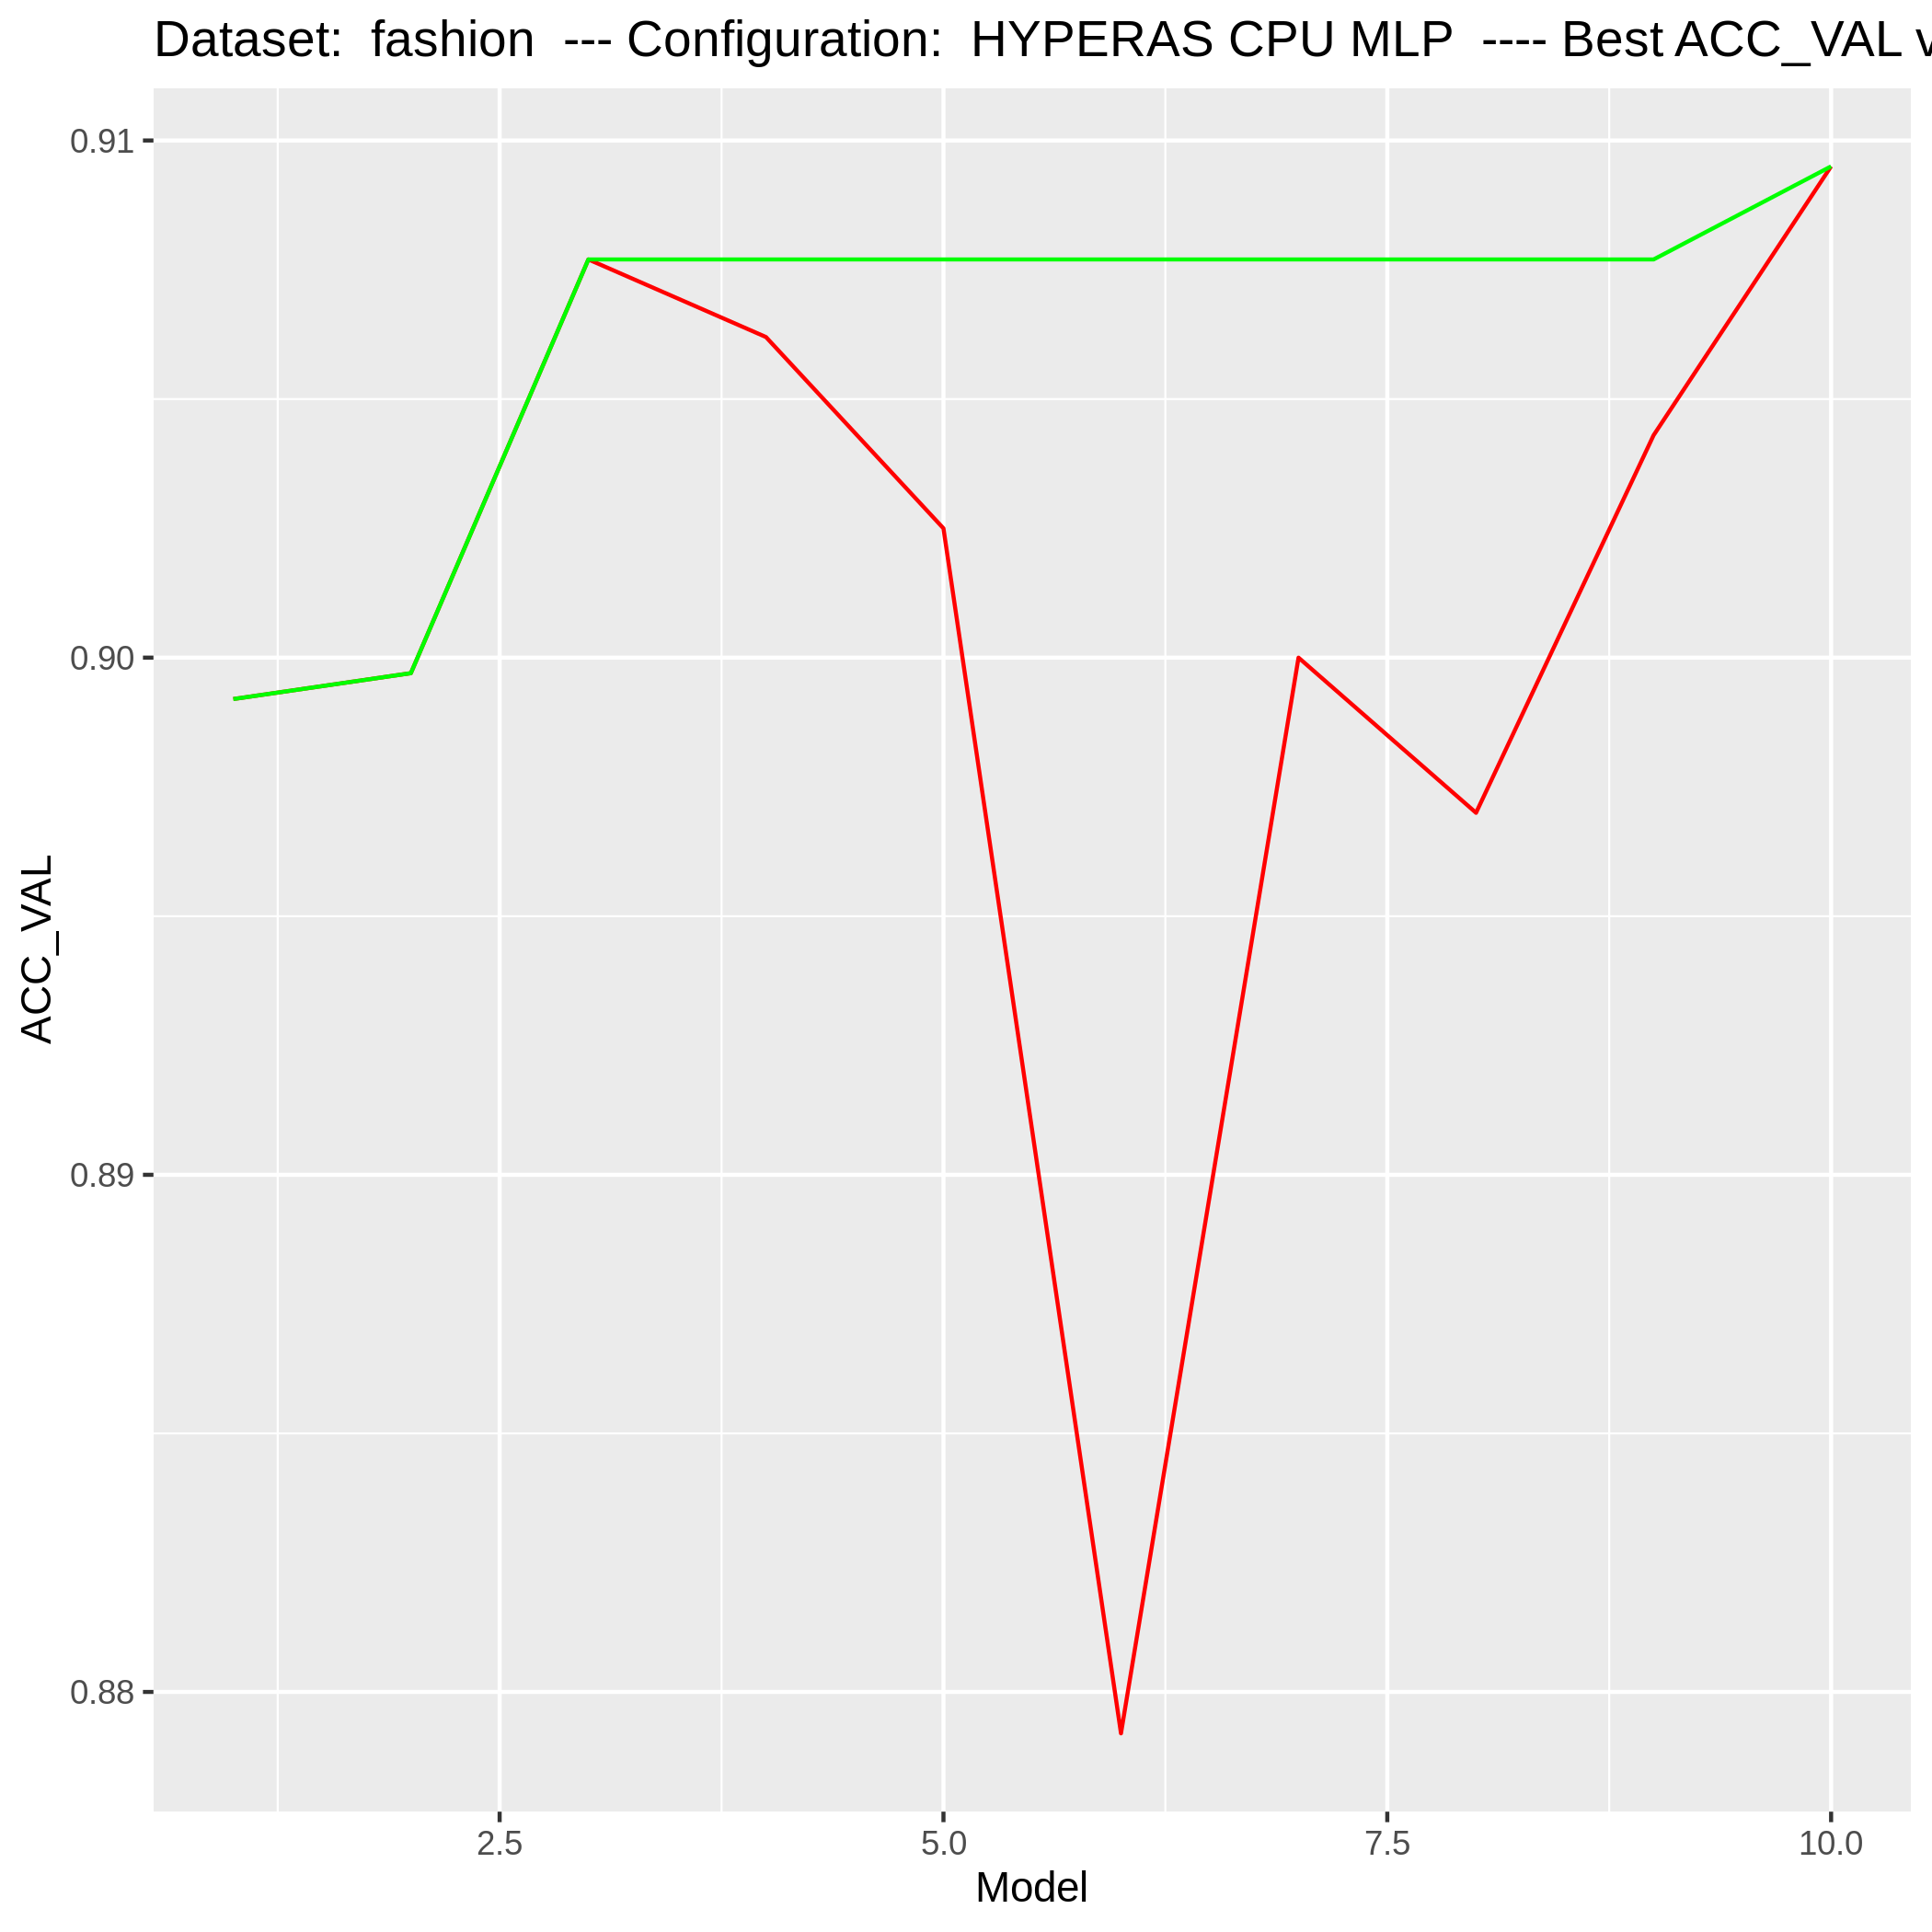 Dataset:  fashion  --- Configuration:  HYPERAS CPU MLP  ---- Best ACC_VAL
0.91
0.90
0.89
0.88
ACC_VAL
2.5 5.0 7.5 10.0
Model